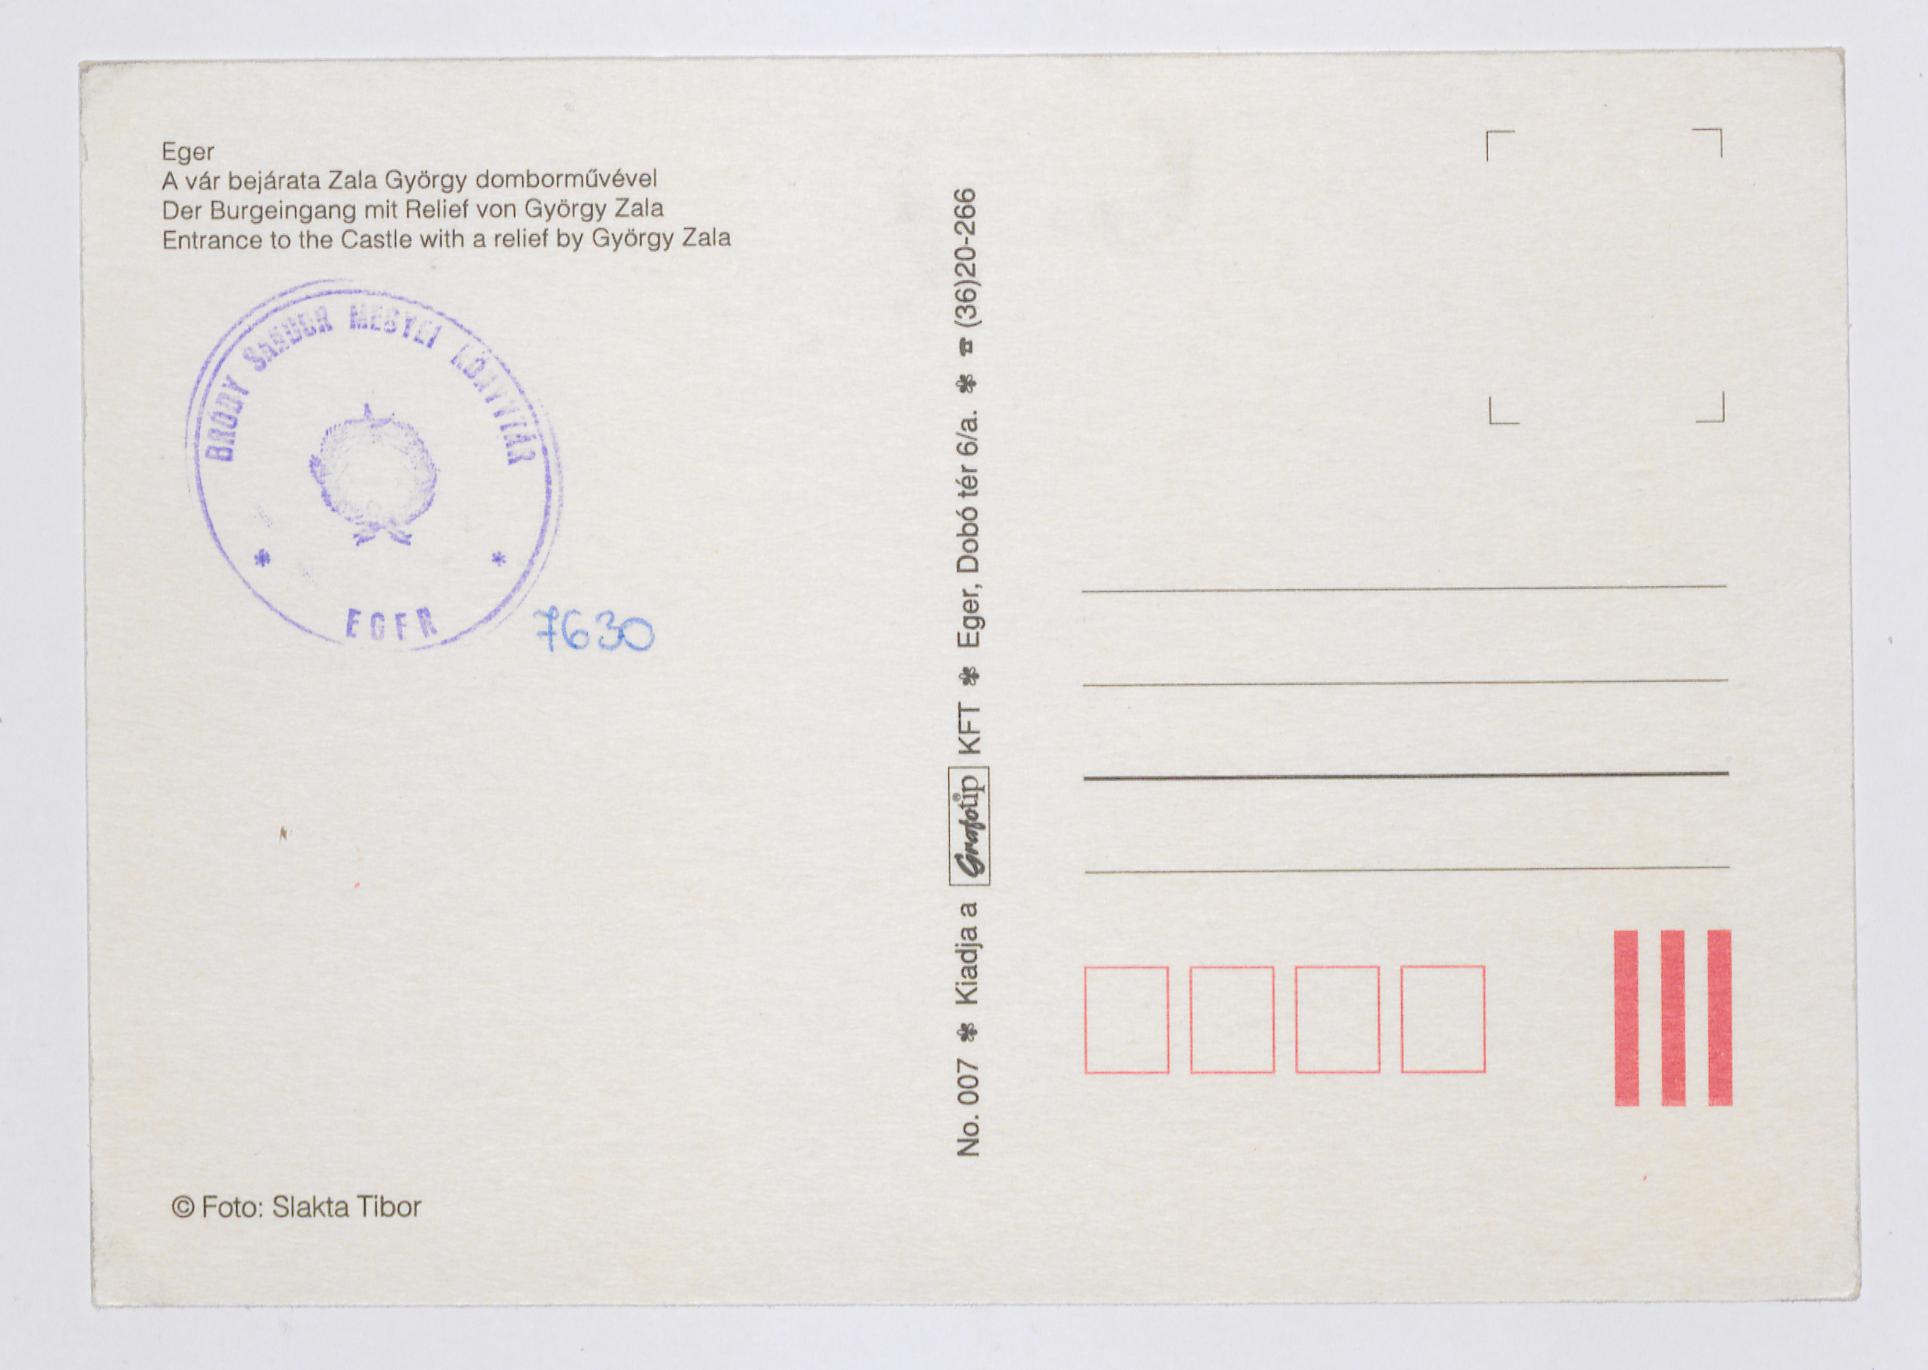 Eger
A vár bejárata Zala György domborművével
Der Burgeingang mit Relief von György Zala
Entrance to the Castle with a relief by György Zala
BRÓDY SÁNDOR MEGYEI KÖNYVTÁR
* *
EGER
7630
© Foto: Slakta Tibor
No. 007 ✽ Kiadja a Grafotip® KFT ✽ Eger, Dobó tér 6/a. ✽ ☎ (36)20-266